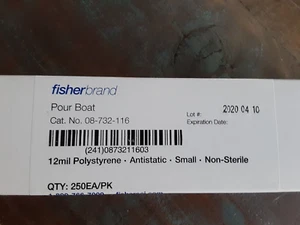 fisherbrand
Pour Boat
Cat. No. 08-732-116
Lot #: 2020 04 10
Expiration Date:
(241)0873211603
12mil Polystyrene · Antistatic · Small · Non-Sterile
QTY: 250EA/PK